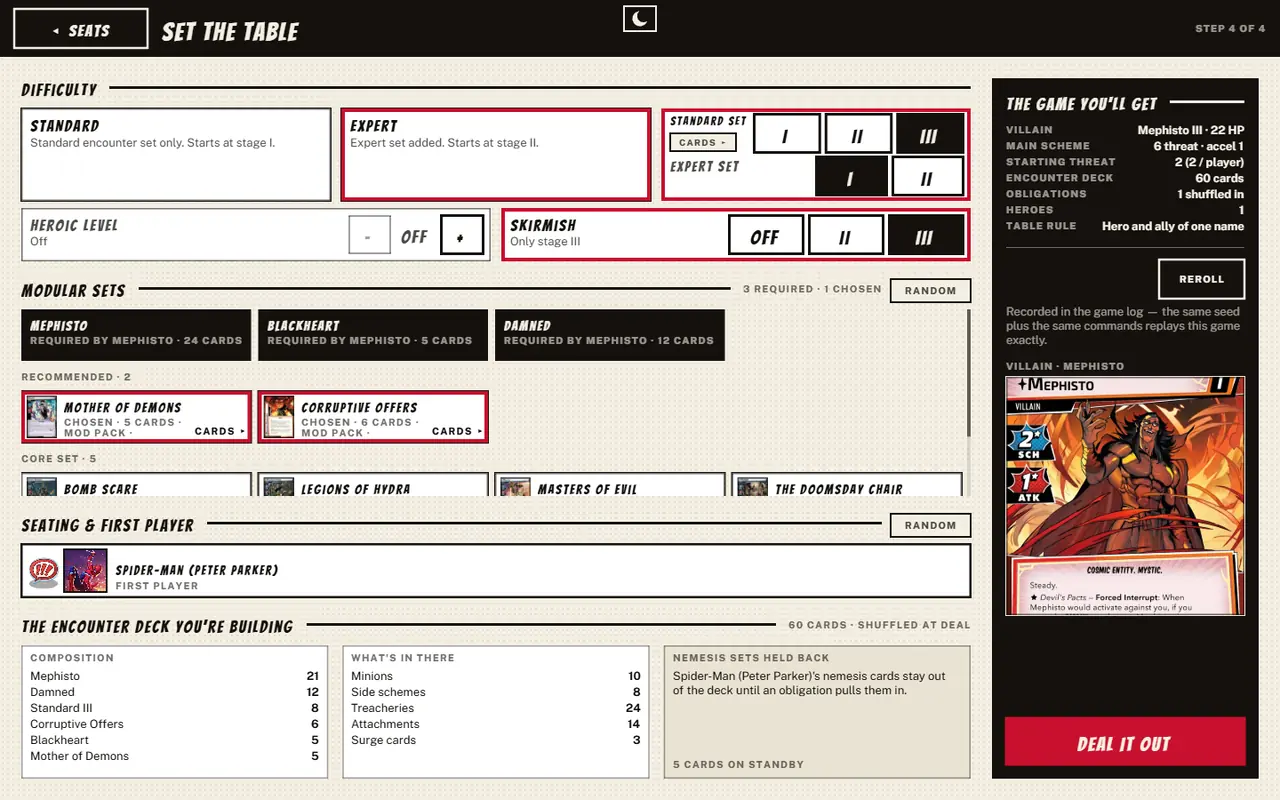 ◂ SEATS
SET THE TABLE
STEP 4 OF 4
DIFFICULTY
STANDARD
Standard encounter set only. Starts at stage I.
EXPERT
Expert set added. Starts at stage II.
STANDARD SET
CARDS ▸
I
II
III
EXPERT SET
I
II
HEROIC LEVEL
Off
-
OFF
+
SKIRMISH
Only stage III
OFF
II
III
MODULAR SETS
3 REQUIRED · 1 CHOSEN
RANDOM
MEPHISTO
REQUIRED BY MEPHISTO · 24 CARDS
BLACKHEART
REQUIRED BY MEPHISTO · 5 CARDS
DAMNED
REQUIRED BY MEPHISTO · 12 CARDS
RECOMMENDED · 2
MOTHER OF DEMONS
CHOSEN · 5 CARDS ·
MOD PACK ·
CARDS ▸
CORRUPTIVE OFFERS
CHOSEN · 6 CARDS ·
MOD PACK ·
CARDS ▸
CORE SET · 5
BOMB SCARE
LEGIONS OF HYDRA
MASTERS OF EVIL
THE DOOMSDAY CHAIR
SEATING & FIRST PLAYER
RANDOM
SPIDER-MAN (PETER PARKER)
FIRST PLAYER
THE ENCOUNTER DECK YOU'RE BUILDING
60 CARDS · SHUFFLED AT DEAL
COMPOSITION
Mephisto 21
Damned 12
Standard III 8
Corruptive Offers 6
Blackheart 5
Mother of Demons 5
WHAT'S IN THERE
Minions 10
Side schemes 8
Treacheries 24
Attachments 14
Surge cards 3
NEMESIS SETS HELD BACK
Spider-Man (Peter Parker)'s nemesis cards stay out
of the deck until an obligation pulls them in.
5 CARDS ON STANDBY
THE GAME YOU'LL GET
VILLAIN Mephisto III · 22 HP
MAIN SCHEME 6 threat · accel 1
STARTING THREAT 2 (2 / player)
ENCOUNTER DECK 60 cards
OBLIGATIONS 1 shuffled in
HEROES 1
TABLE RULE Hero and ally of one name
REROLL
Recorded in the game log — the same seed
plus the same commands replays this game
exactly.
VILLAIN · MEPHISTO
MEPHISTO
VILLAIN
2*
SCH
1*
ATK
COSMIC ENTITY. MYSTIC.
Steady.
★ Devil's Pacts – Forced Interrupt: When
Mephisto would activate against you, if you
DEAL IT OUT